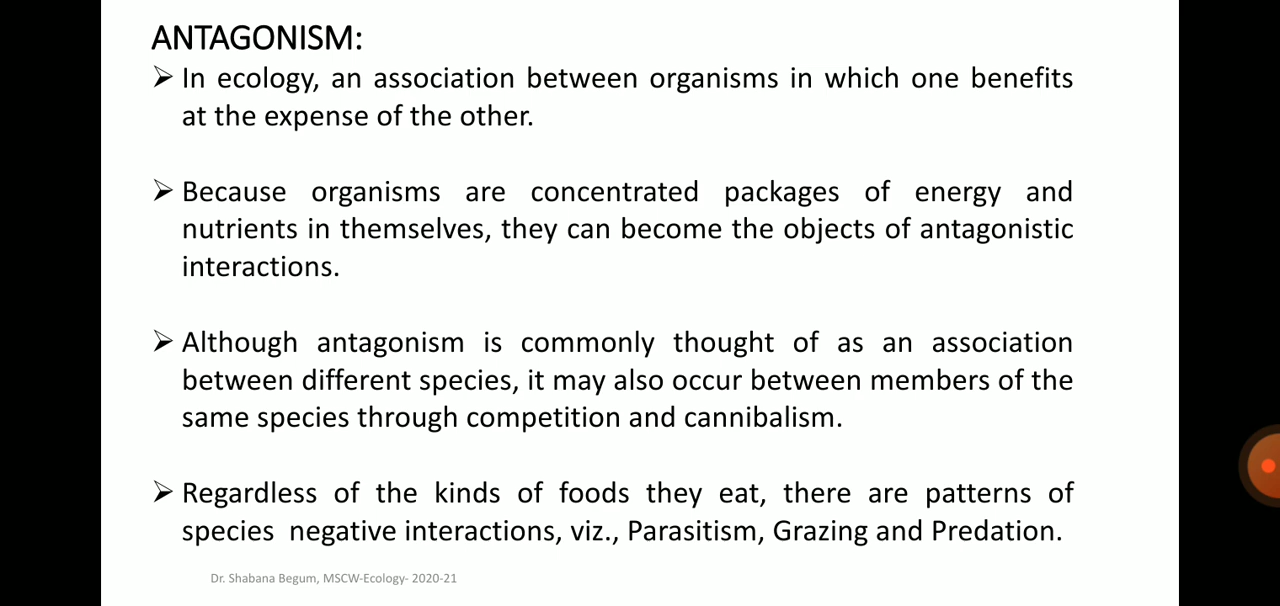 ANTAGONISM:
➢ In ecology, an association between organisms in which one benefits
at the expense of the other.
➢ Because organisms are concentrated packages of energy and
nutrients in themselves, they can become the objects of antagonistic
interactions.
➢ Although antagonism is commonly thought of as an association
between different species, it may also occur between members of the
same species through competition and cannibalism.
➢ Regardless of the kinds of foods they eat, there are patterns of
species negative interactions, viz., Parasitism, Grazing and Predation.
Dr. Shabana Begum, MSCW-Ecology- 2020-21